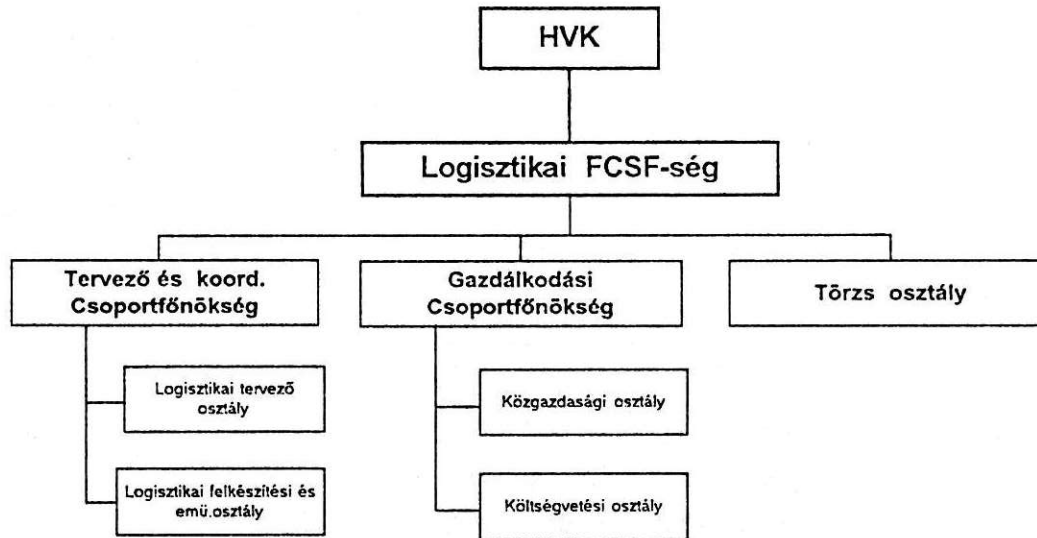 HVK
Logisztikai FCSF-ség
Tervező és koord.
Csoportfőnökség
Gazdálkodási
Csoportfőnökség
Törzs osztály
Logisztikai tervező
osztály
Közgazdasági osztály
Logisztikai felkészítési és
emü.osztály
Költségvetési osztály